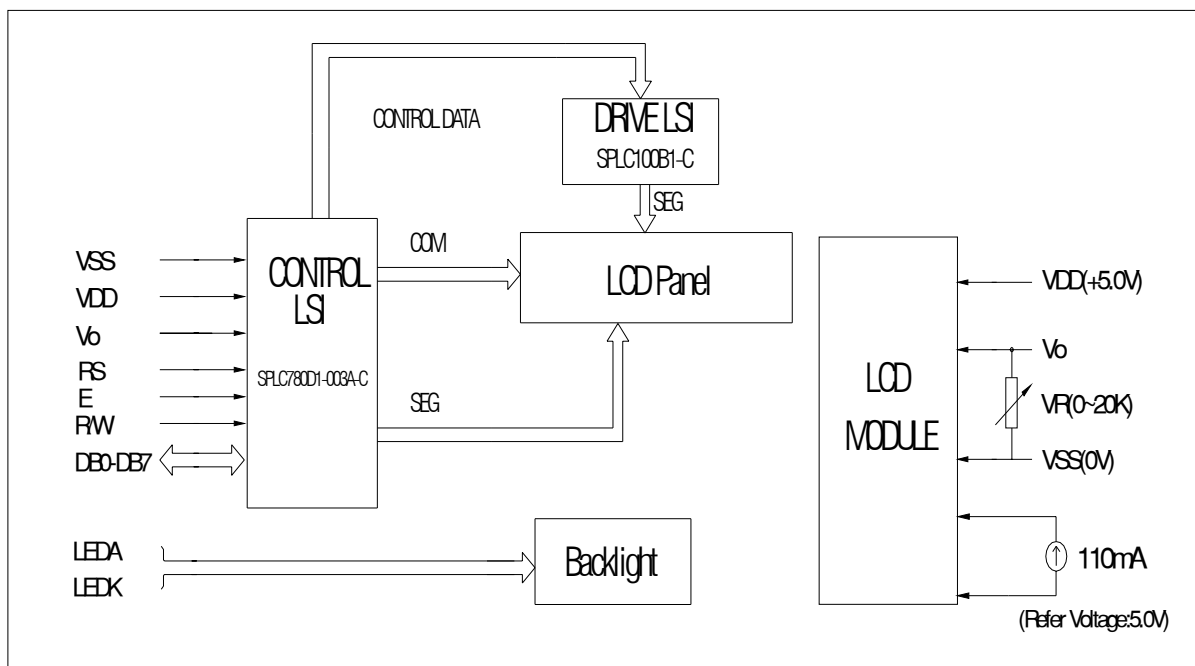 CONTROL DATA
DRIVE LSI
SPLC100B1-C
SEG
COM
CONTROL
LSI
SPLC780D1-003A-C
LCD Panel
SEG
VSS
VDD
Vo
RS
E
R/W
DB0-DB7
LEDA
LEDK
Backlight
LCD
MODULE
VDD(+5.0V)
Vo
VR(0~20K)
VSS(0V)
110mA
(Refer Voltage:5.0V)